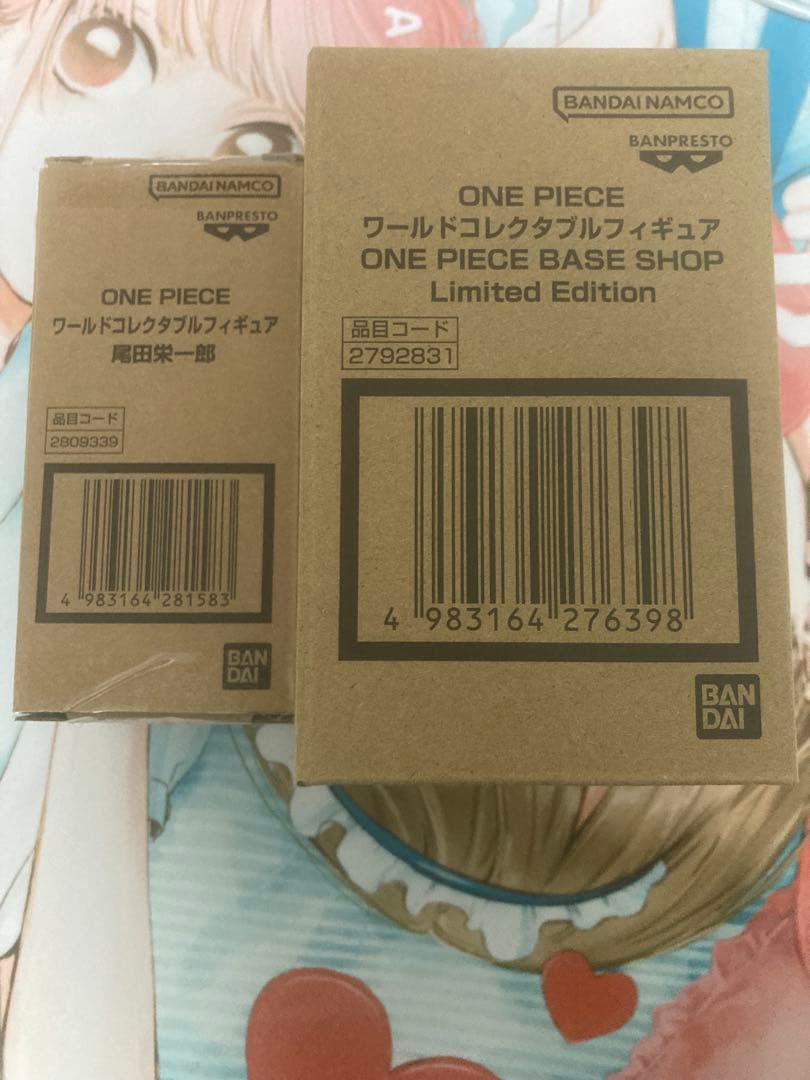 A
BANDAI NAMCO
BANPRESTO
ONE PIECE
ワールドコレクタブルフィギュア
尾田栄一郎
品目コード
2809339
4 983164 281583
BAN
DAI
BANDAI NAMCO
BANPRESTO
ONE PIECE
ワールドコレクタブルフィギュア
ONE PIECE BASE SHOP
Limited Edition
品目コード
2792831
4 983164 276398
BAN
DAI